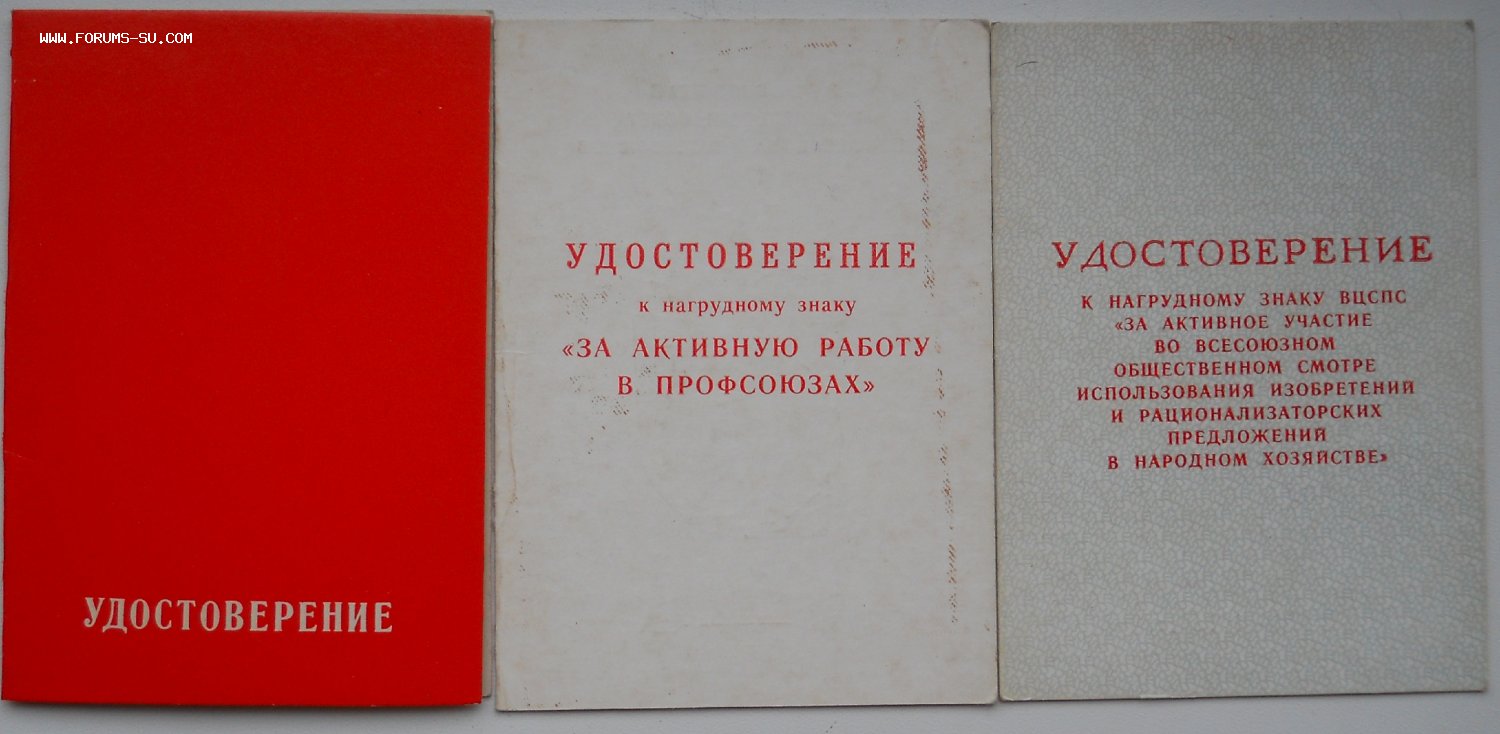 WWW.FORUMS-SU.COM
УДОСТОВЕРЕНИЕ
УДОСТОВЕРЕНИЕ
к нагрудному знаку
«ЗА АКТИВНУЮ РАБОТУ
В ПРОФСОЮЗАХ»
УДОСТОВЕРЕНИЕ
К НАГРУДНОМУ ЗНАКУ ВЦСПС
«ЗА АКТИВНОЕ УЧАСТИЕ
ВО ВСЕСОЮЗНОМ
ОБЩЕСТВЕННОМ СМОТРЕ
ИСПОЛЬЗОВАНИЯ ИЗОБРЕТЕНИЙ
И РАЦИОНАЛИЗАТОРСКИХ
ПРЕДЛОЖЕНИЙ
В НАРОДНОМ ХОЗЯЙСТВЕ»